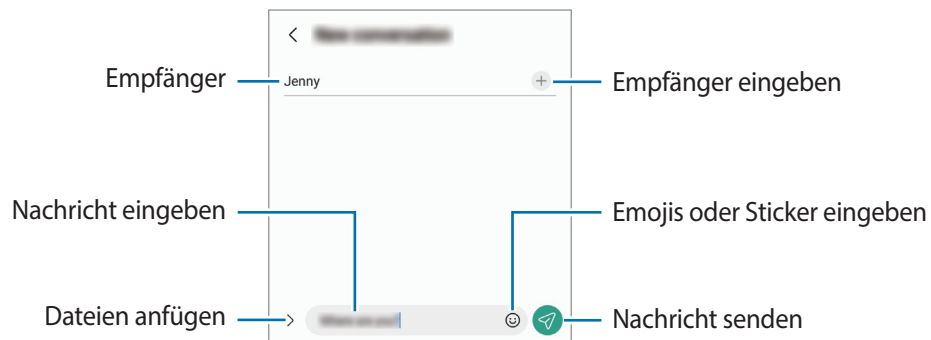 Empfänger
Jenny
Empfänger eingeben
Nachricht eingeben
Emojis oder Sticker eingeben
Dateien anfügen
Nachricht senden